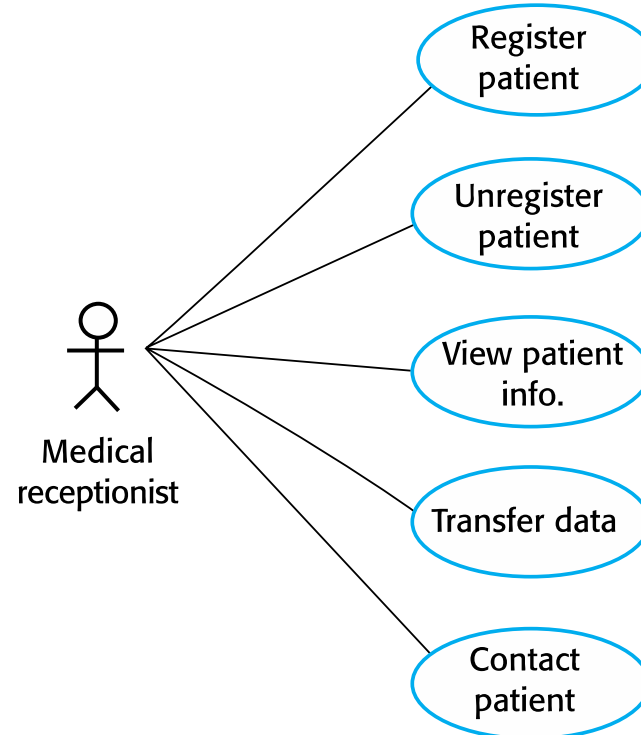 Register
patient
Unregister
patient
View patient
info.
Medical
receptionist
Transfer data
Contact
patient